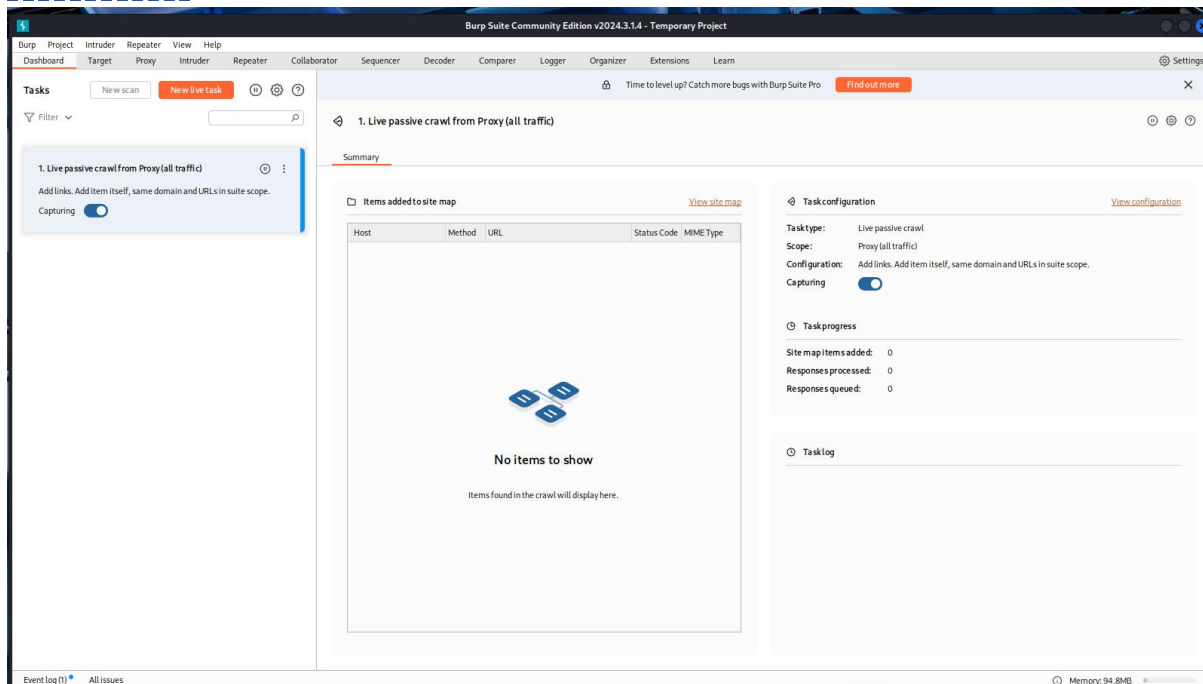 Burp Suite Community Edition v2024.3.1.4 - Temporary Project
Burp Project Intruder Repeater View Help
Dashboard Target Proxy Intruder Repeater Collaborator Sequencer Decoder Comparer Logger Organizer Extensions Learn Settings
Time to level up? Catch more bugs with Burp Suite Pro Find out more
Tasks New scan New live task
Filter
1. Live passive crawl from Proxy (all traffic)
Add links. Add item itself, same domain and URLs in suite scope.
Capturing
1. Live passive crawl from Proxy (all traffic)
Summary
Items added to site map View site map
Host Method URL Status Code MIME Type
No items to show
Items found in the crawl will display here.
Task configuration View configuration
Task type: Live passive crawl
Scope: Proxy (all traffic)
Configuration: Add links. Add item itself, same domain and URLs in suite scope.
Capturing
Task progress
Site map items added: 0
Responses processed: 0
Responses queued: 0
Task log
Event log (1) All issues Memory: 94.8MB